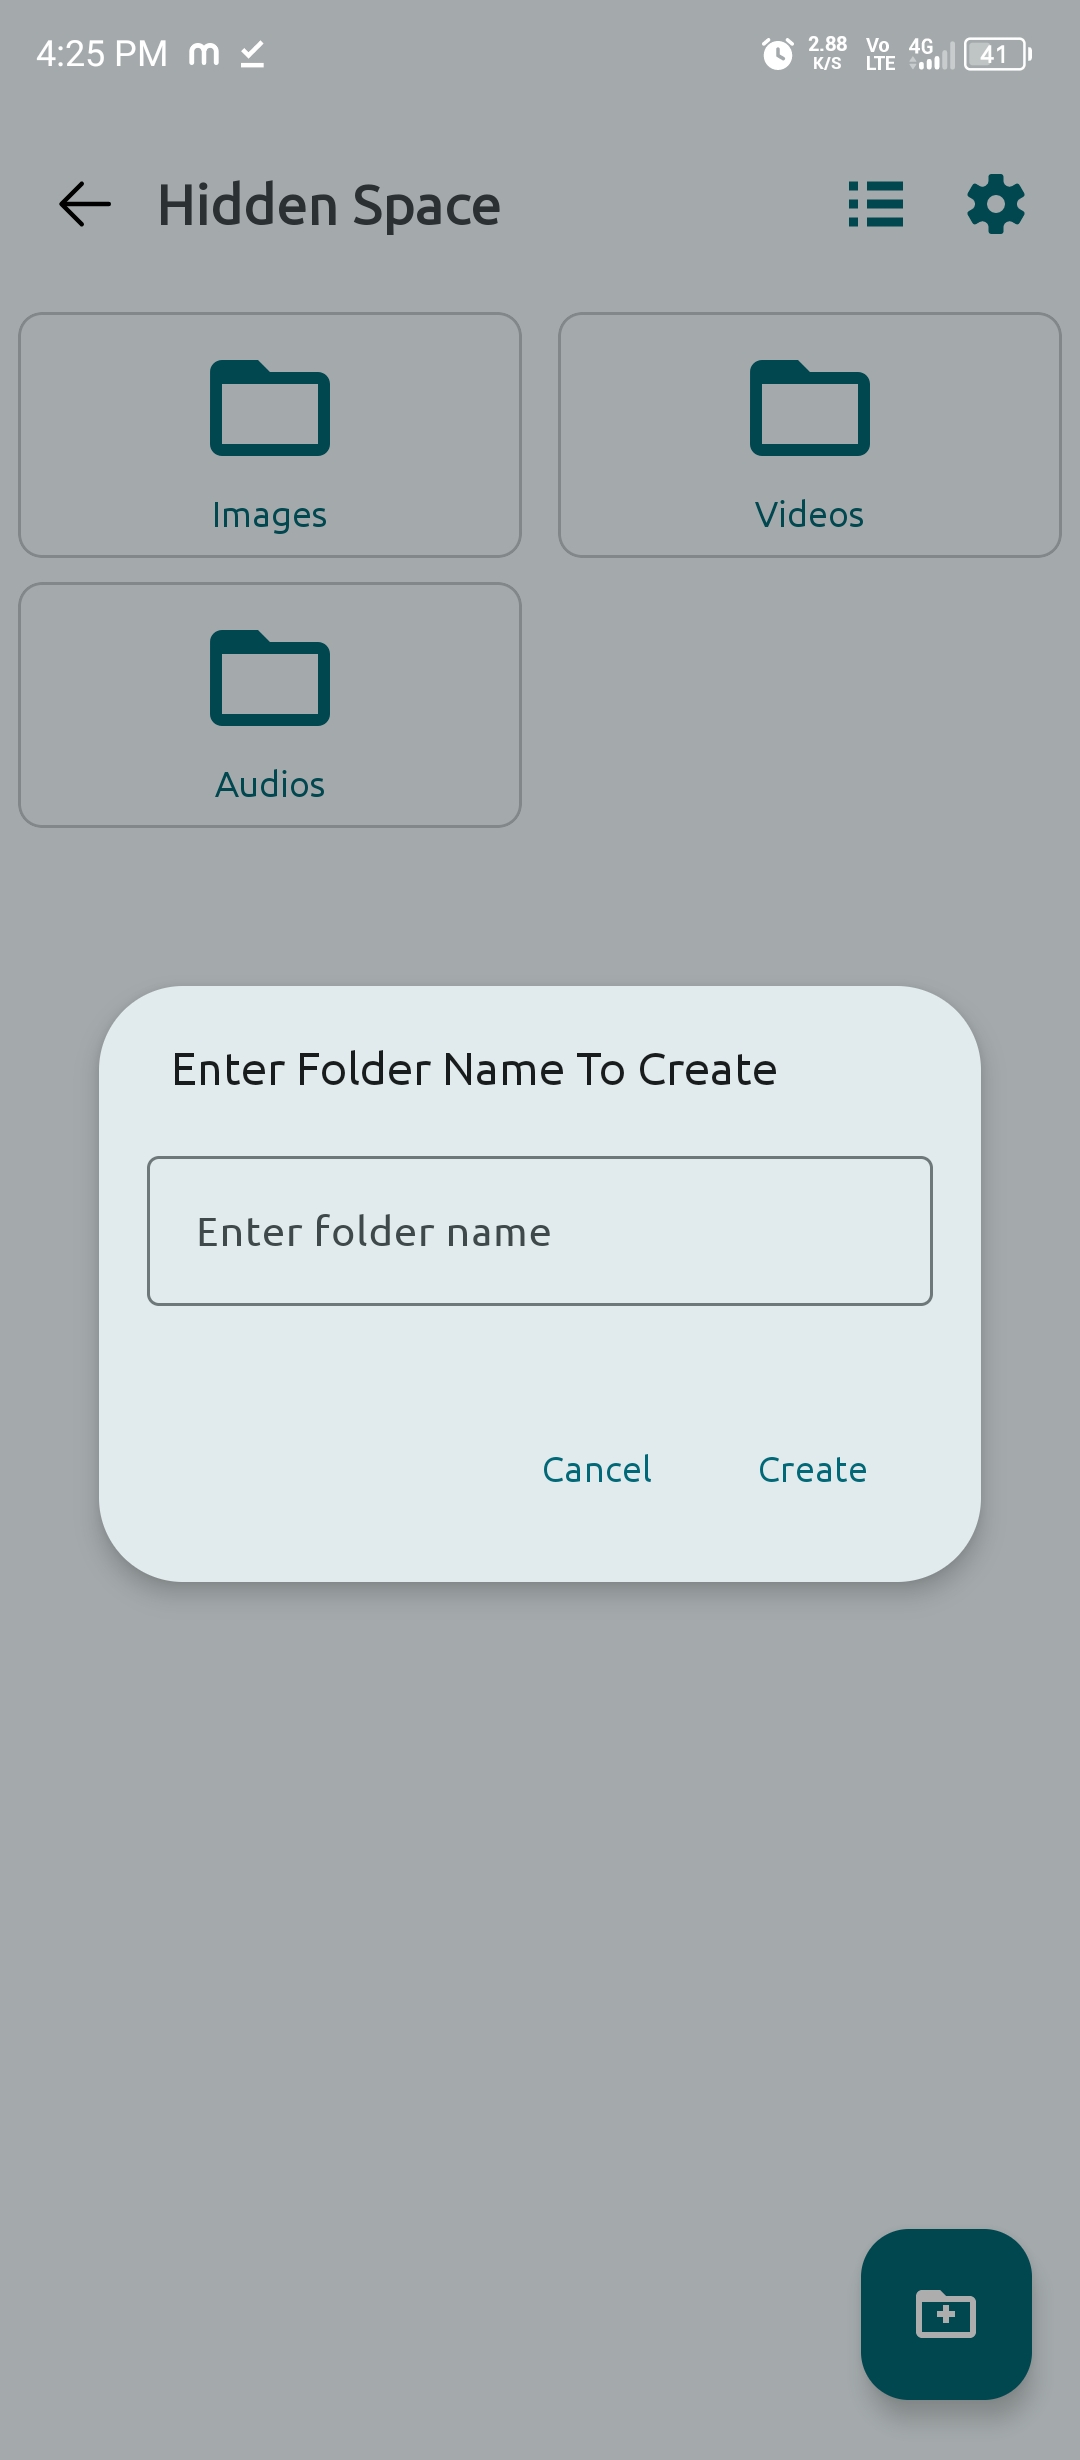 4:25 PM
2.88 K/S
Vo LTE
4G
41
Hidden Space
Images
Videos
Audios
Enter Folder Name To Create
Enter folder name
Cancel
Create